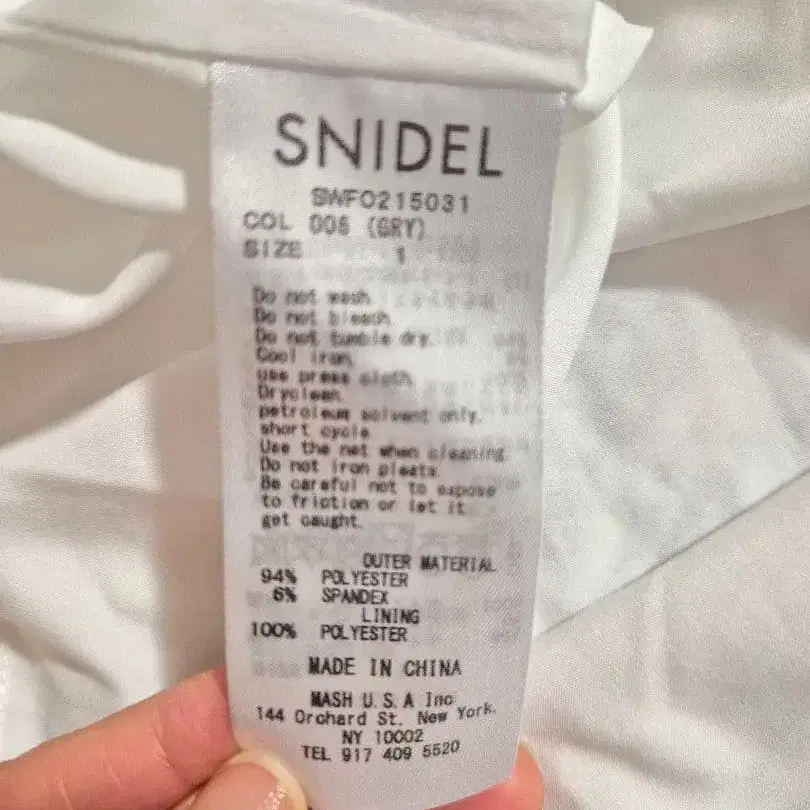 SNIDEL
SWFO215031
COL 006 (GRY)
SIZE 1
Do not wash.
Do not bleach.
Do not tumble dry.
Cool iron,
use press cloth.
Dryclean,
petroleum solvent only,
short cycle.
Use the net when cleaning.
Do not iron pleats.
Be careful not to expose
to friction or let it
get caught.
OUTER MATERIAL
94% POLYESTER
6% SPANDEX
LINING
100% POLYESTER
MADE IN CHINA
MASH U.S.A Inc
144 Orchard St. New York.
NY 10002
TEL 917 409 5520